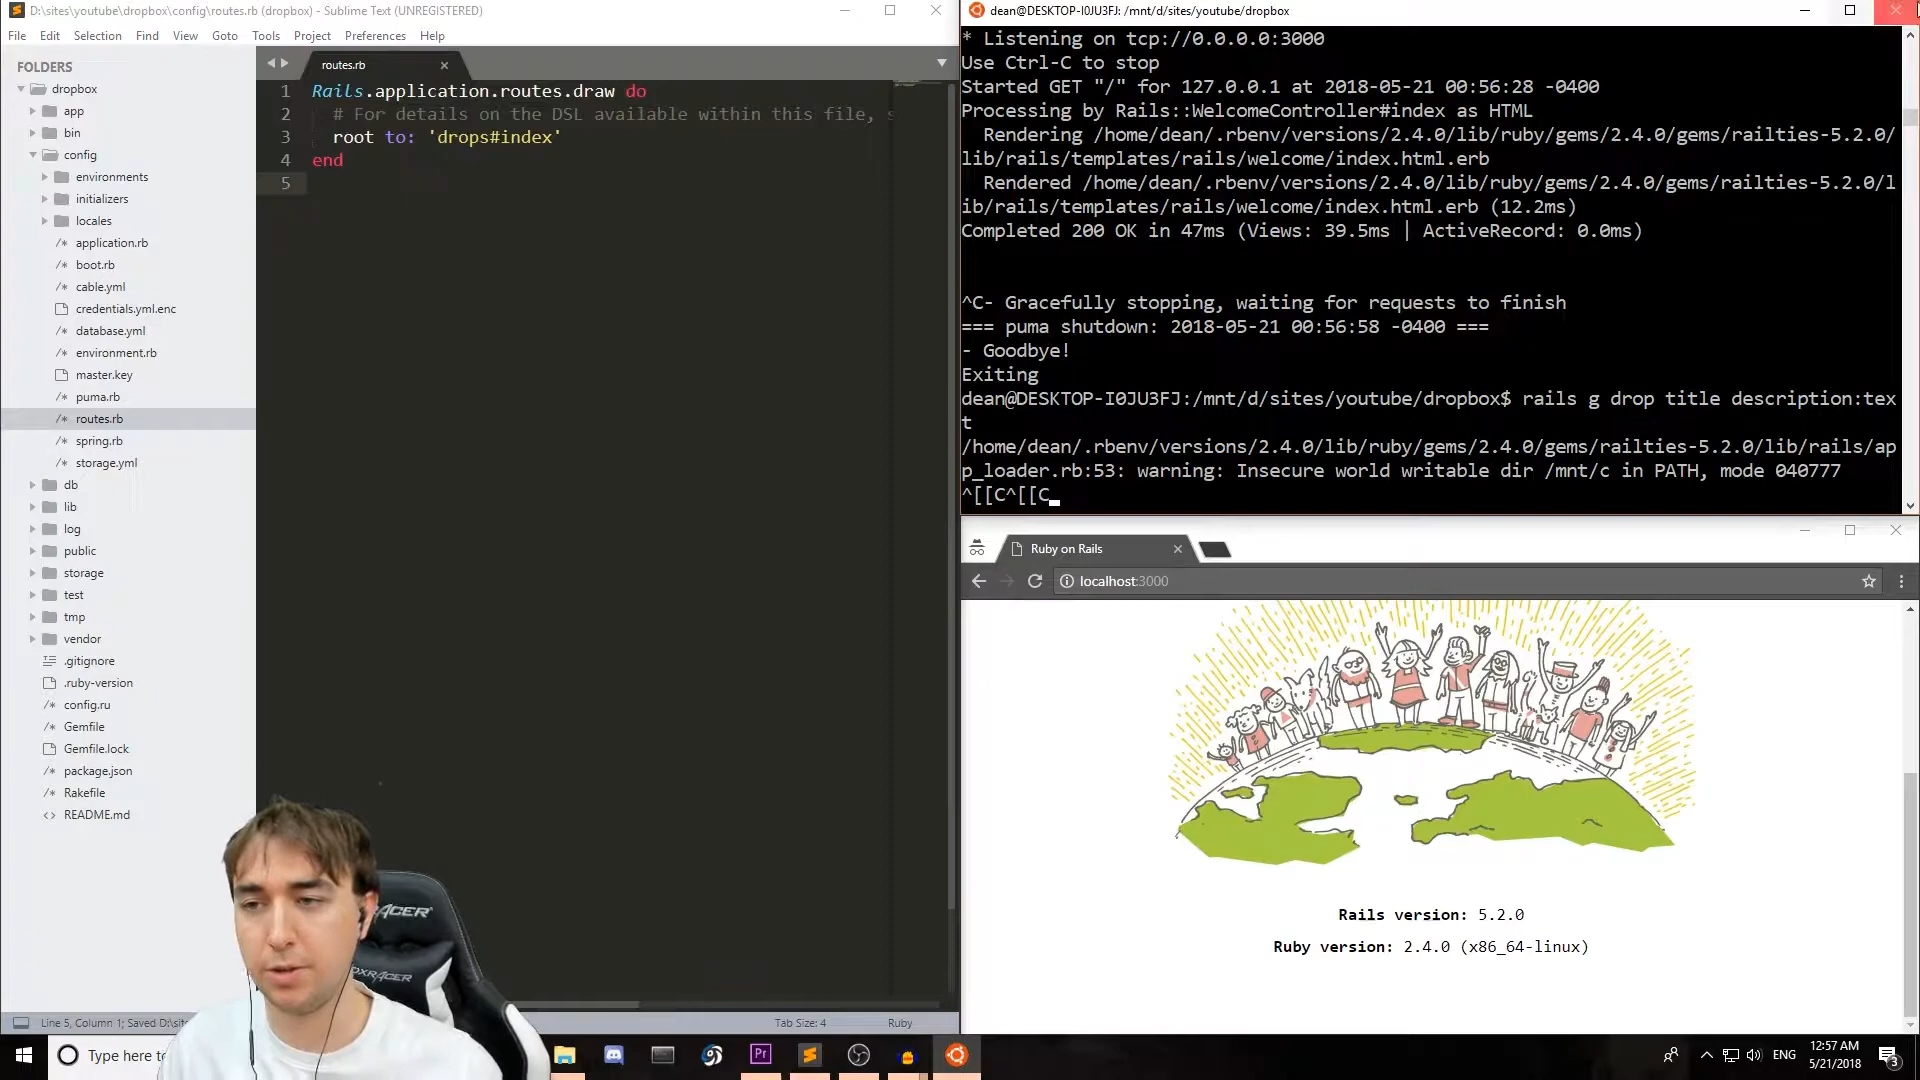 D:\sites\youtube\dropbox\config\routes.rb (dropbox) - Sublime Text (UNREGISTERED)
File Edit Selection Find View Goto Tools Project Preferences Help
FOLDERS
dropbox
app
bin
config
environments
initializers
locales
application.rb
boot.rb
cable.yml
credentials.yml.enc
database.yml
environment.rb
master.key
puma.rb
routes.rb
spring.rb
storage.yml
db
lib
log
public
storage
test
tmp
vendor
.gitignore
.ruby-version
config.ru
Gemfile
Gemfile.lock
package.json
Rakefile
README.md
routes.rb
1 Rails.application.routes.draw do
2 # For details on the DSL available within this file, s
3 root to: 'drops#index'
4 end
5
Line 5, Column 1; Saved D:\site
Tab Size: 4
Ruby
dean@DESKTOP-I0JU3FJ: /mnt/d/sites/youtube/dropbox
* Listening on tcp://0.0.0.0:3000
Use Ctrl-C to stop
Started GET "/" for 127.0.0.1 at 2018-05-21 00:56:28 -0400
Processing by Rails::WelcomeController#index as HTML
Rendering /home/dean/.rbenv/versions/2.4.0/lib/ruby/gems/2.4.0/gems/railties-5.2.0/
lib/rails/templates/rails/welcome/index.html.erb
Rendered /home/dean/.rbenv/versions/2.4.0/lib/ruby/gems/2.4.0/gems/railties-5.2.0/l
ib/rails/templates/rails/welcome/index.html.erb (12.2ms)
Completed 200 OK in 47ms (Views: 39.5ms | ActiveRecord: 0.0ms)
^C- Gracefully stopping, waiting for requests to finish
=== puma shutdown: 2018-05-21 00:56:58 -0400 ===
- Goodbye!
Exiting
dean@DESKTOP-I0JU3FJ:/mnt/d/sites/youtube/dropbox$ rails g drop title description:tex
t
/home/dean/.rbenv/versions/2.4.0/lib/ruby/gems/2.4.0/gems/railties-5.2.0/lib/rails/ap
p_loader.rb:53: warning: Insecure world writable dir /mnt/c in PATH, mode 040777
^[[C^[[C
Ruby on Rails
localhost:3000
Rails version: 5.2.0
Ruby version: 2.4.0 (x86_64-linux)
RACER
DXRACER
Type here to
Pr
ENG
12:57 AM
5/21/2018
3